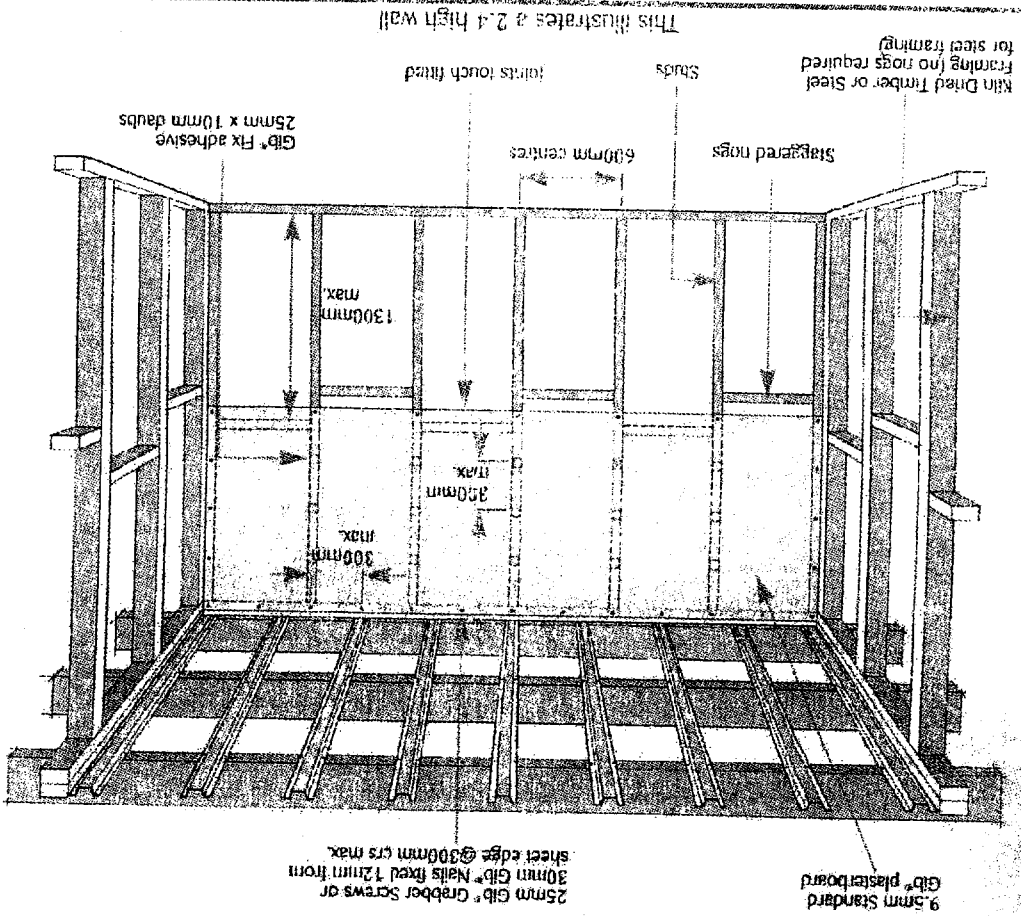 9.5mm Standard
Gib® plasterboard
25mm Gib® Grabber Screws or
30mm Gib® Nails fixed 12mm from
sheet edge @300mm crs max.
300mm
max.
max.
1300mm
max.
Staggered nogs
600mm centres
Gib® Fix adhesive
25mm x 10mm daubs
Kiln Dried Timber or Steel
Framing (no nogs required
for steel framing)
Studs
Joints touch fitted
This illustrates a 2.4 high wall